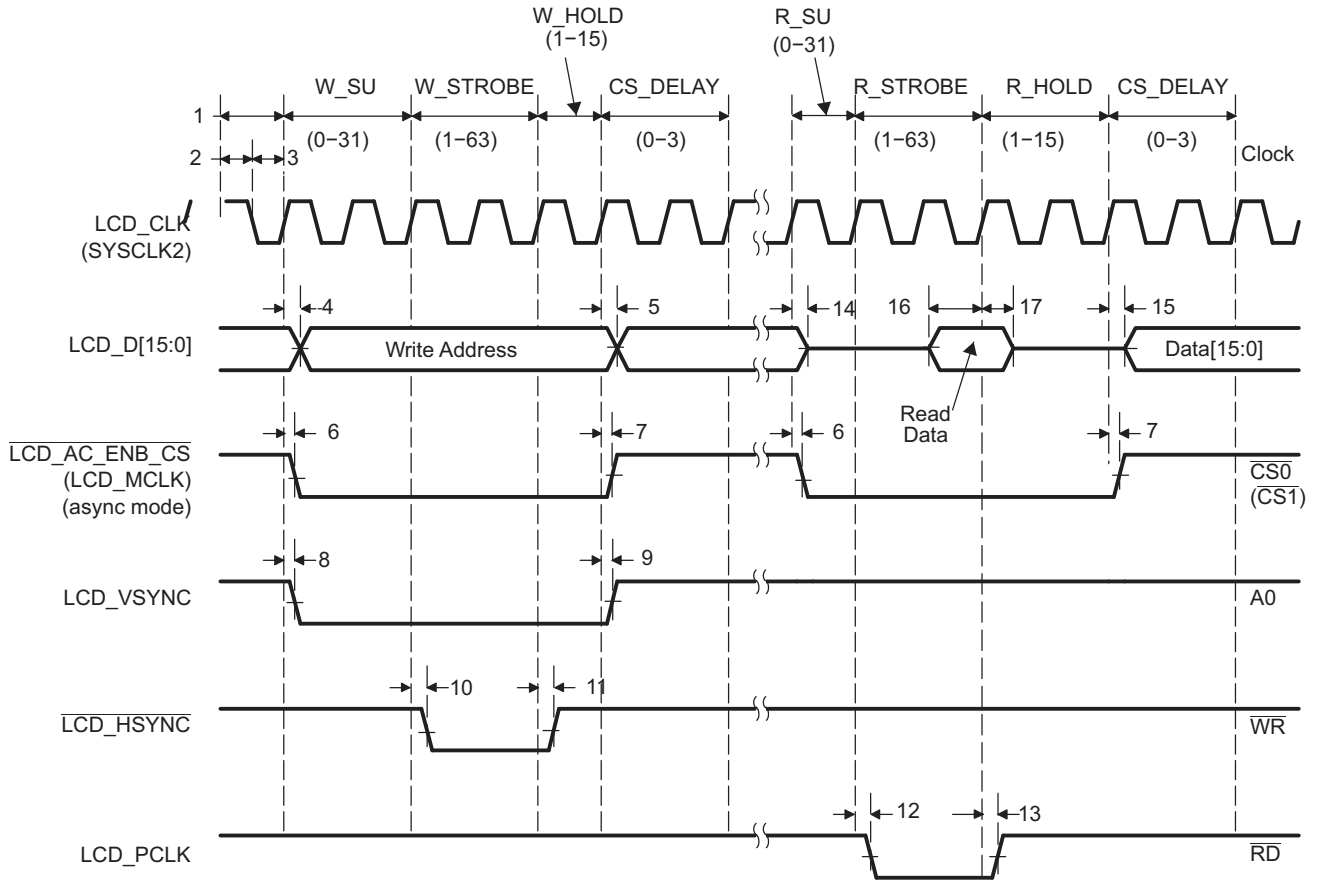 W_HOLD
(1−15)
R_SU
(0−31)
W_SU
W_STROBE
CS_DELAY
R_STROBE
R_HOLD
CS_DELAY
1
(0−31)
(1−63)
(0−3)
(1−63)
(1−15)
(0−3)
2
3
Clock
LCD_CLK
(SYSCLK2)
4
5
14
16
17
15
LCD_D[15:0]
Write Address
Data[15:0]
Read
Data
6
7
6
7
LCD_AC_ENB_CS
(LCD_MCLK)
(async mode)
CS0
(CS1)
8
9
LCD_VSYNC
A0
10
11
LCD_HSYNC
WR
12
13
LCD_PCLK
RD